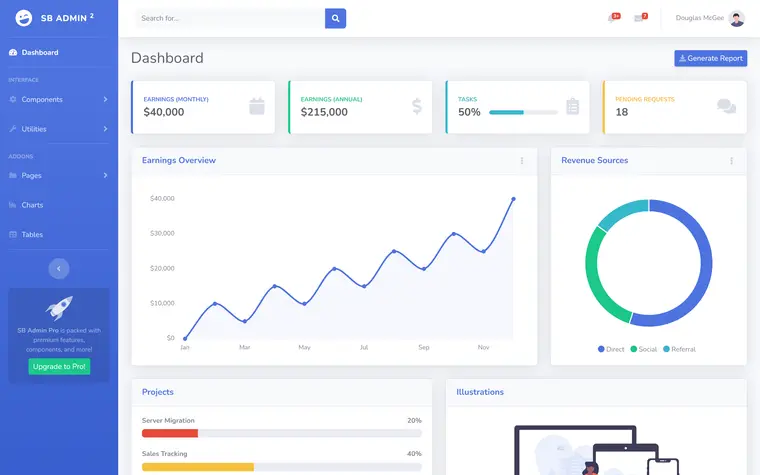 SB ADMIN 2
Search for...
3+
7
Douglas McGee
Dashboard
INTERFACE
Components
Utilities
ADDONS
Pages
Charts
Tables
SB Admin Pro is packed with
premium features,
components, and more!
Upgrade to Pro!
Dashboard
Generate Report
EARNINGS (MONTHLY)
$40,000
EARNINGS (ANNUAL)
$215,000
TASKS
50%
PENDING REQUESTS
18
Earnings Overview
$40,000
$30,000
$20,000
$10,000
$0
Jan Mar May Jul Sep Nov
Revenue Sources
Direct Social Referral
Projects
Server Migration 20%
Sales Tracking 40%
Illustrations